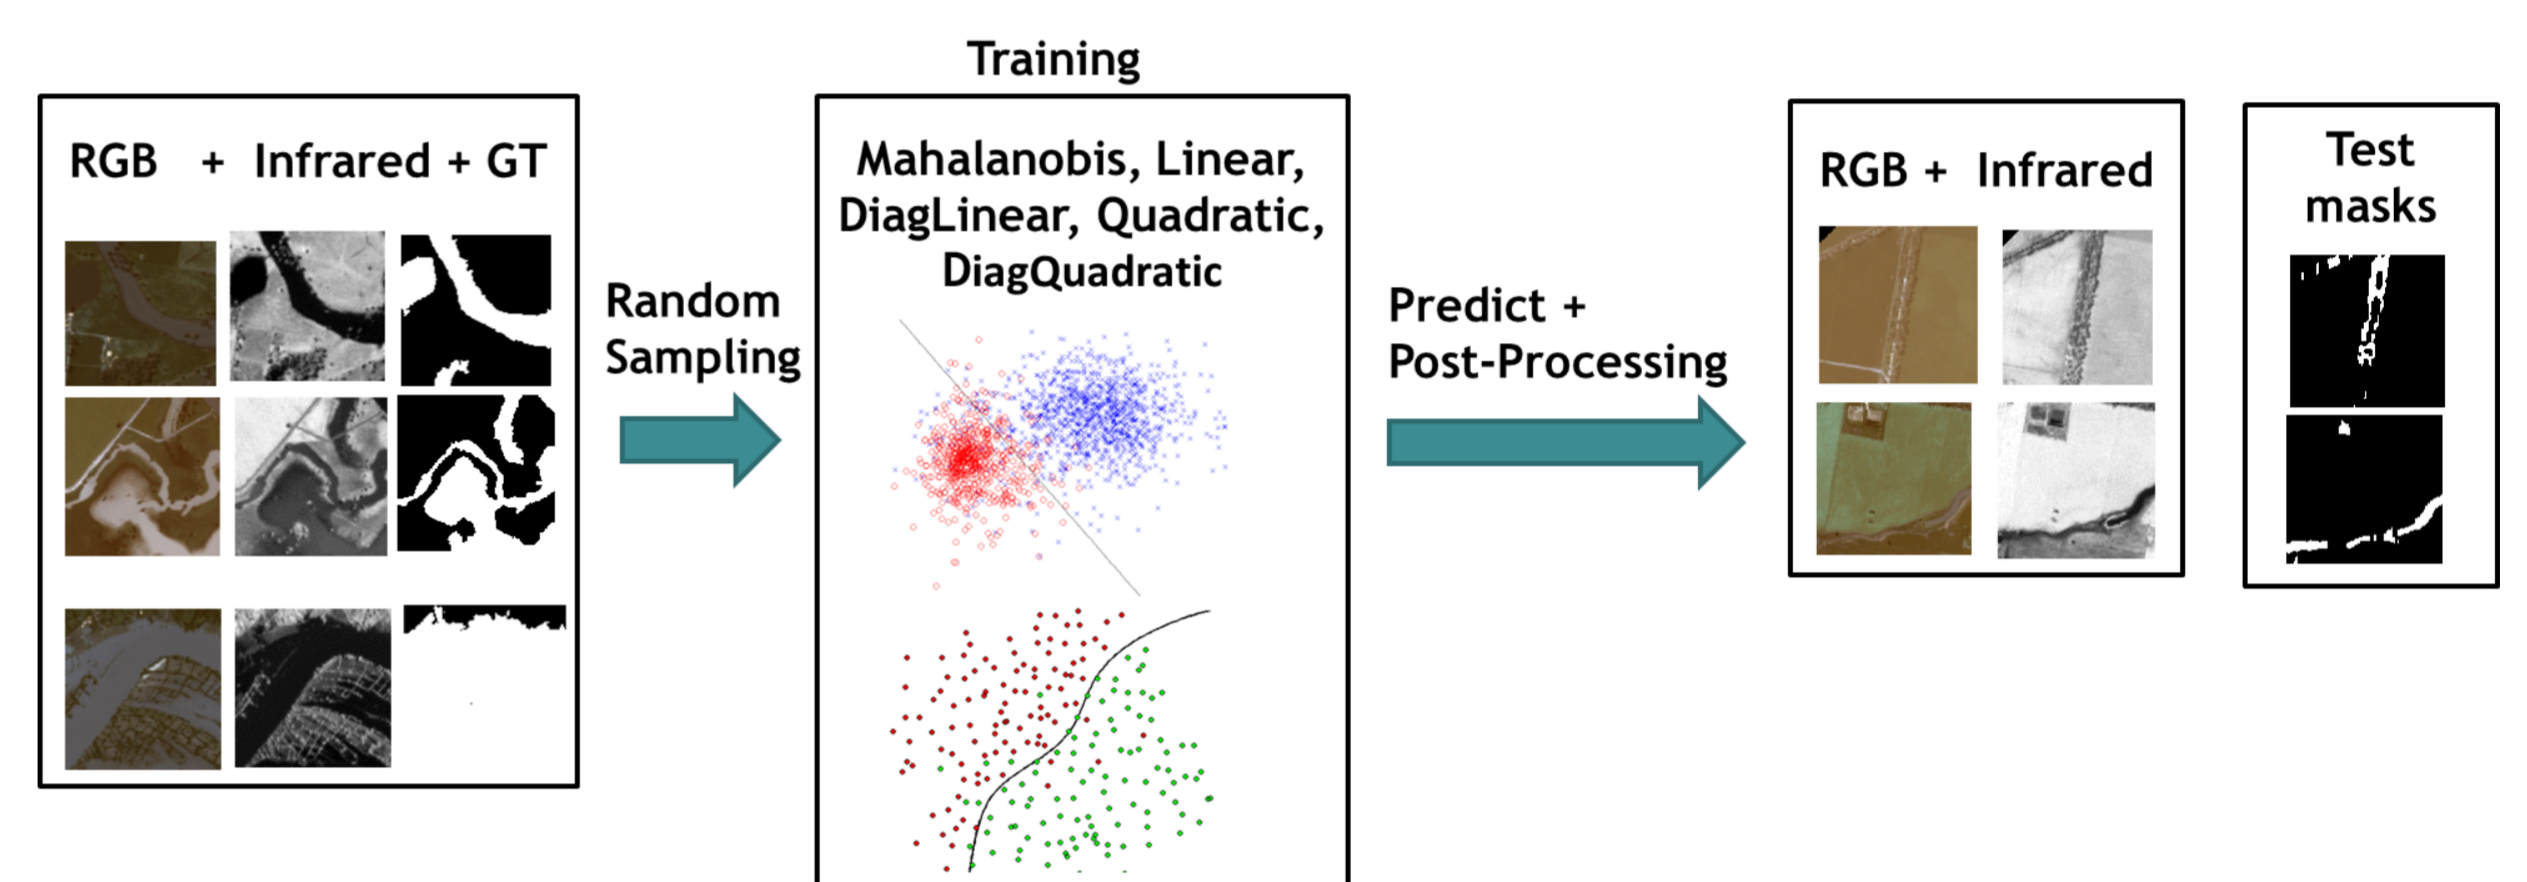 Training
RGB + Infrared + GT
Random
Sampling
Mahalanobis, Linear,
DiagLinear, Quadratic,
DiagQuadratic
Predict +
Post-Processing
RGB + Infrared
Test
masks